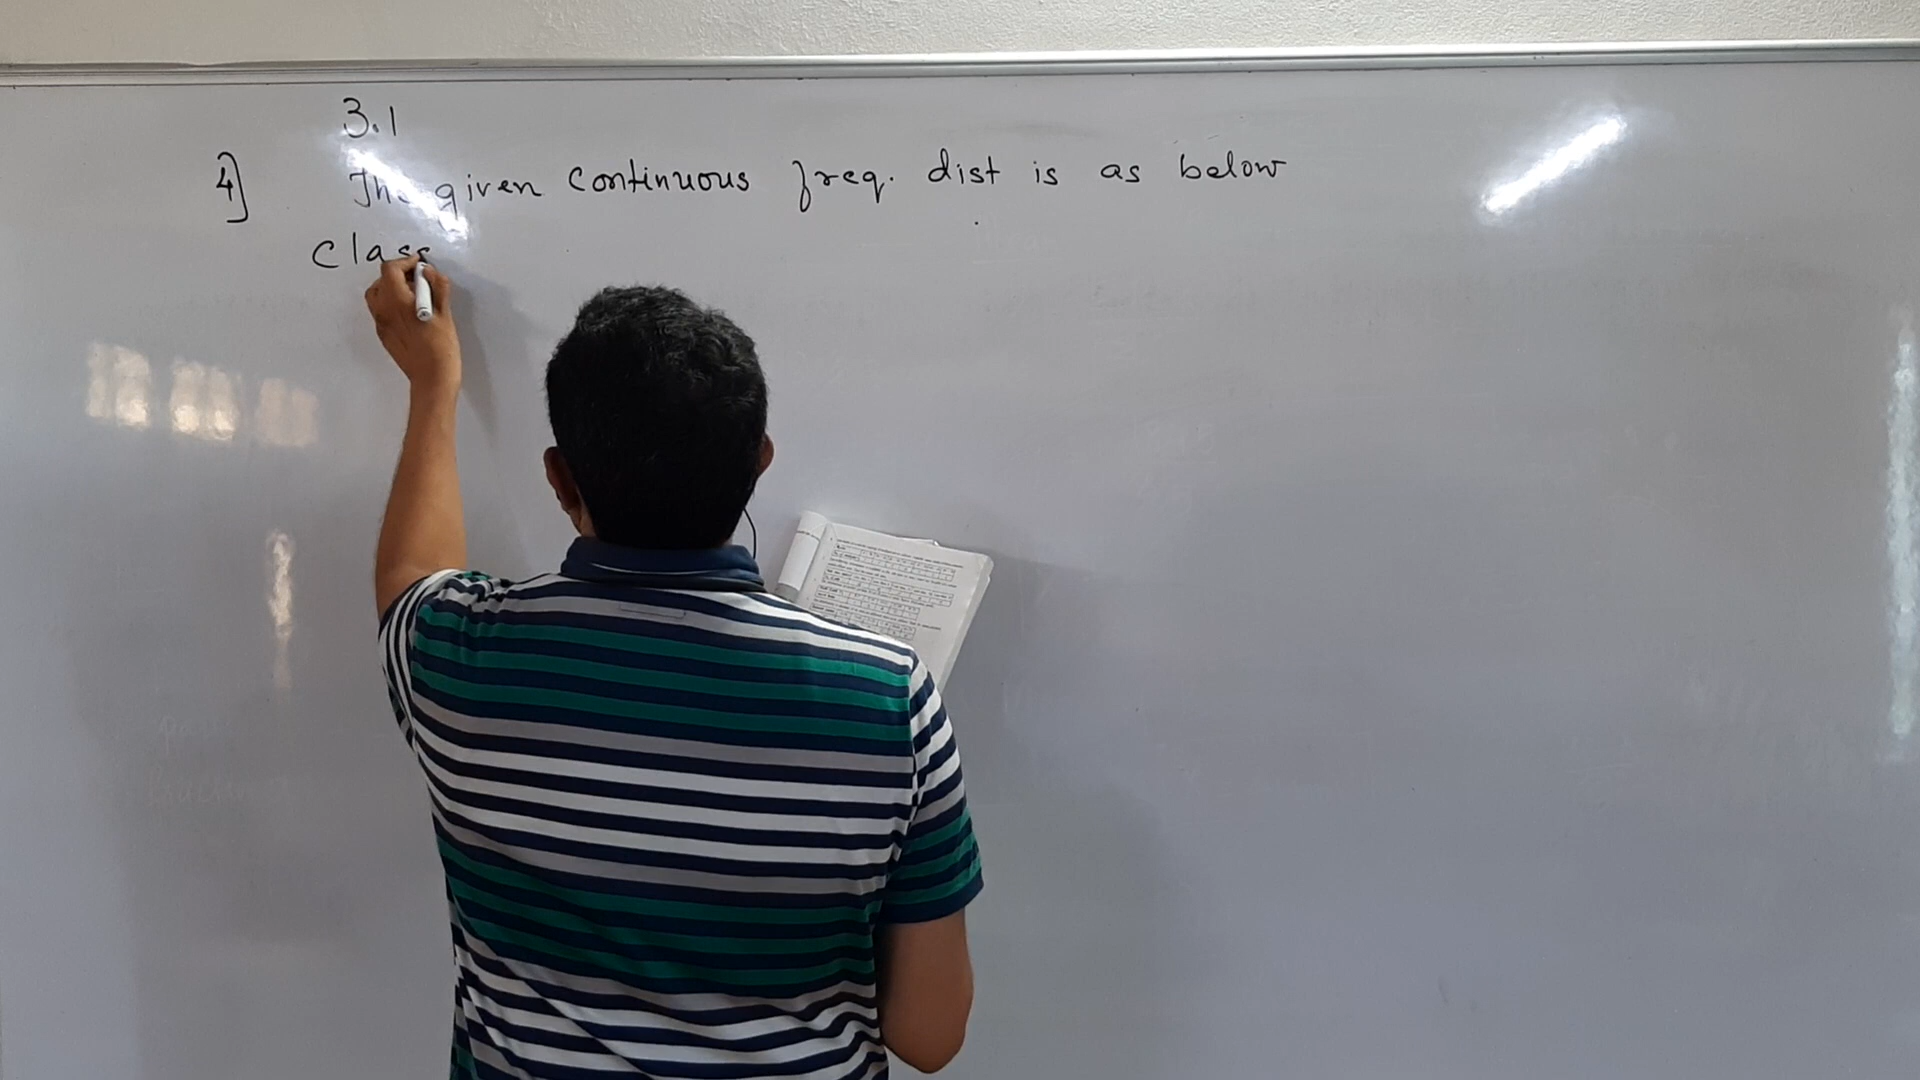 3.1
4] The given continuous freq. dist is as below
Class